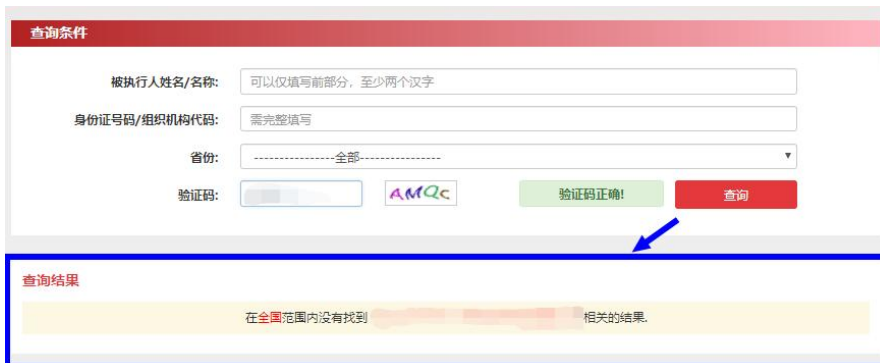 查询条件
被执行人姓名/名称: 可以仅填写前部分，至少两个汉字
身份证号码/组织机构代码: 需完整填写
省份: ----------------全部----------------
验证码: AMQc 验证码正确! 查询
查询结果
在全国范围内没有找到 相关的结果.